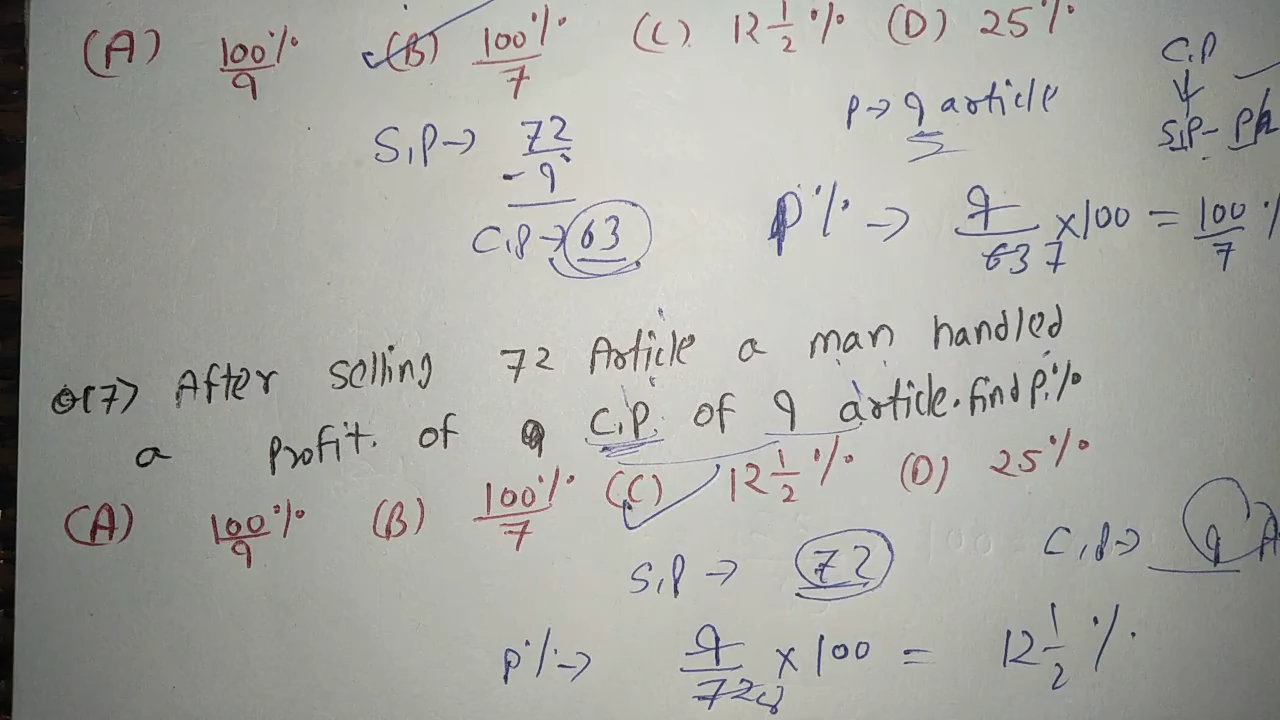 (A) 100%/9 (B) 100%/7 (C) 12 1/2 % (D) 25%
C.P
↓
S.P-
P → 9 article
S.P → 72
- 9
C.P → 63
P% → 9/63 7 × 100 = 100/7 %
Q(7) After selling 72 Article a man handled
a Profit. of C.P. of 9 article. find P.%
(A) 100%/9 (B) 100%/7 (C) 12 1/2 % (D) 25%
S.P → 72
C.P → 9 A
P% → 9/72 8 × 100 = 12 1/2 %